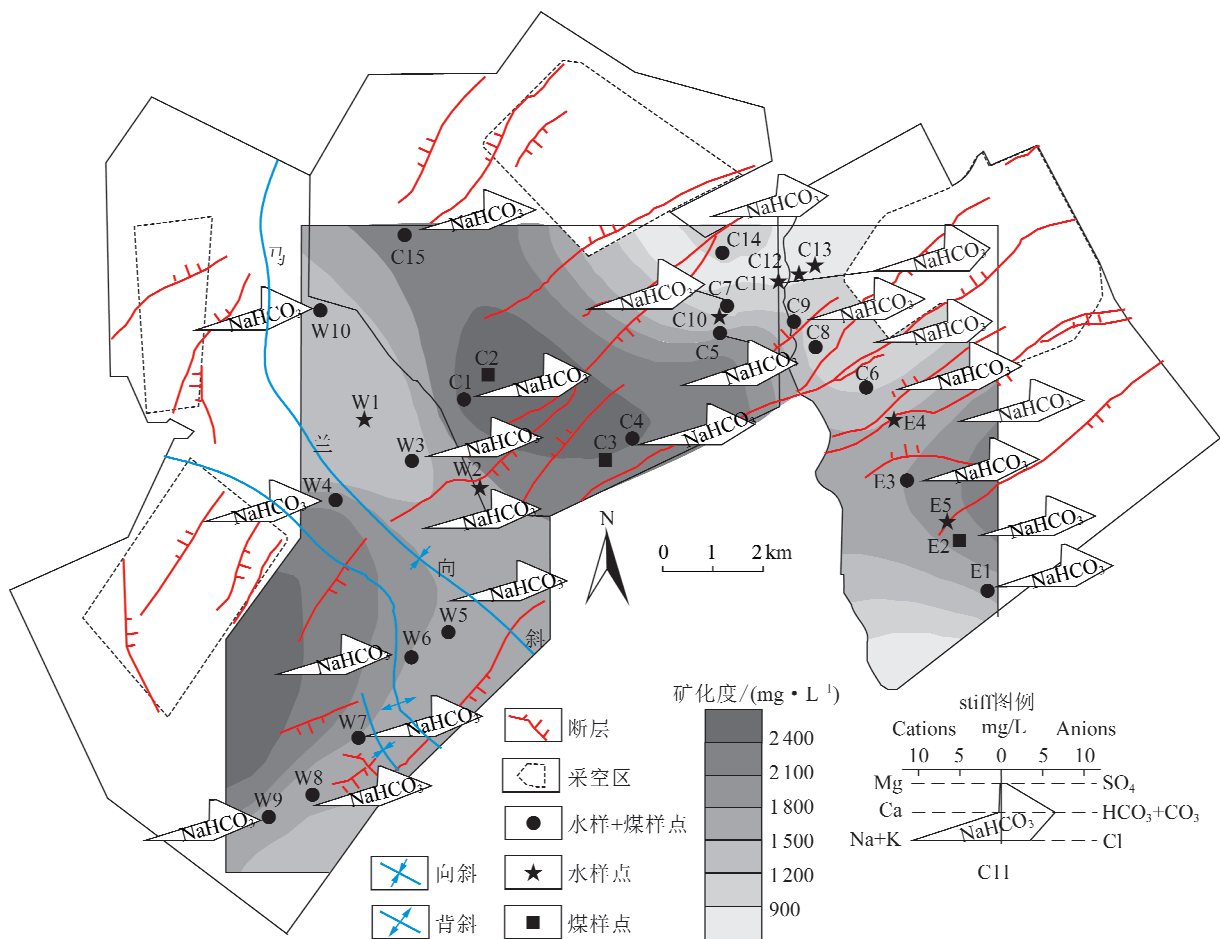 NaHCO₃
NaHCO₃
C15
马
C14
C13
C12
C11
NaHCO₃
NaHCO₃
C7
C10
C5
C9
C8
NaHCO₃
NaHCO₃
W10
C2
C1
NaHCO₃
NaHCO₃
C6
NaHCO₃
W1
兰
W3
NaHCO₃
C4
C3
NaHCO₃
E4
NaHCO₃
W2
W4
NaHCO₃
NaHCO₃
E3
NaHCO₃
E5
E2
NaHCO₃
N
0 1 2 km
向
E1
NaHCO₃
NaHCO₃
斜
W5
W6
NaHCO₃
W7
NaHCO₃
W8
NaHCO₃
W9
NaHCO₃
断层
采空区
水样+煤样点
向斜
水样点
背斜
煤样点
矿化度/(mg·L⁻¹)
2 400
2 100
1 800
1 500
1 200
900
stiff图例
Cations mg/L Anions
10 5 0 5 10
Mg SO₄
Ca HCO₃+CO₃
Na+K NaHCO₃ Cl
C11